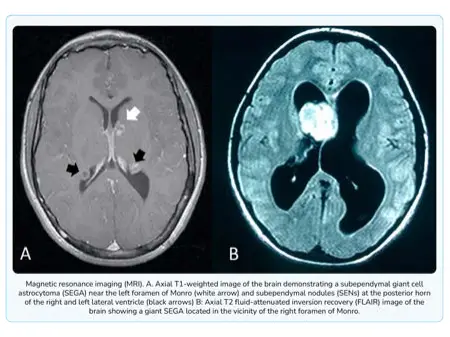 A
B
Magnetic resonance imaging (MRI). A. Axial T1-weighted image of the brain demonstrating a subependymal giant cell
astrocytoma (SEGA) near the left foramen of Monro (white arrow) and subependymal nodules (SENs) at the posterior horn
of the right and left lateral ventricle (black arrows) B: Axial T2 fluid-attenuated inversion recovery (FLAIR) image of the
brain showing a giant SEGA located in the vicinity of the right foramen of Monro.